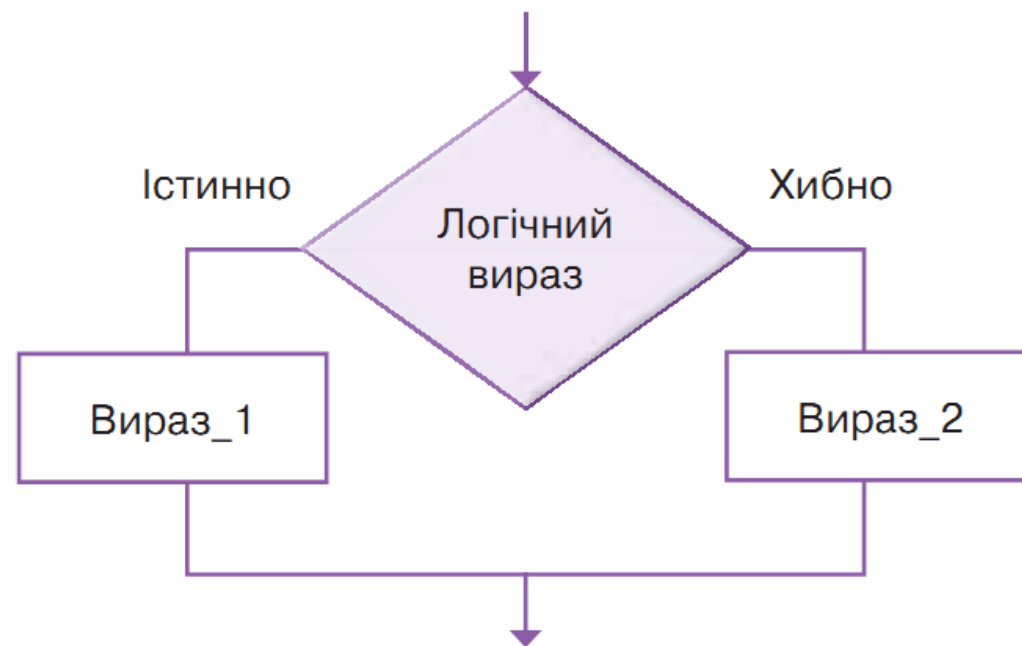 Істинно
Хибно
Логічний
вираз
Вираз_1
Вираз_2